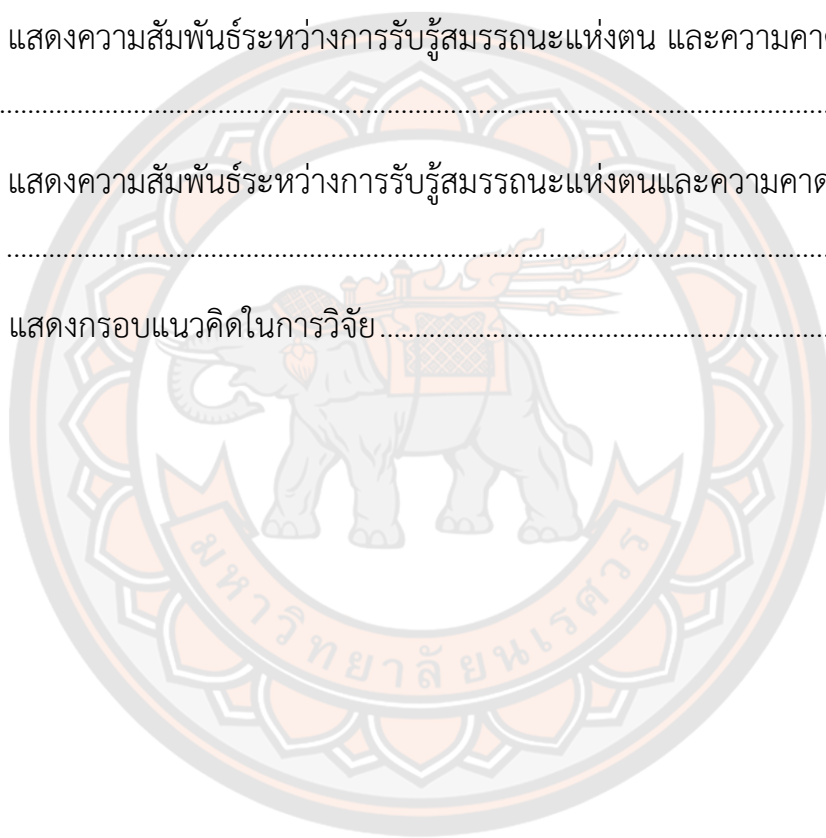 แสดงความสัมพันธ์ระหว่างการรับรู้สมรรถนะแห่งตน และความคา
........................................................................................................................
แสดงความสัมพันธ์ระหว่างการรับรู้สมรรถนะแห่งตนและความคาด
........................................................................................................................
แสดงกรอบแนวคิดในการวิจัย..................................................................
มหาวิทยาลัยนเรศวร